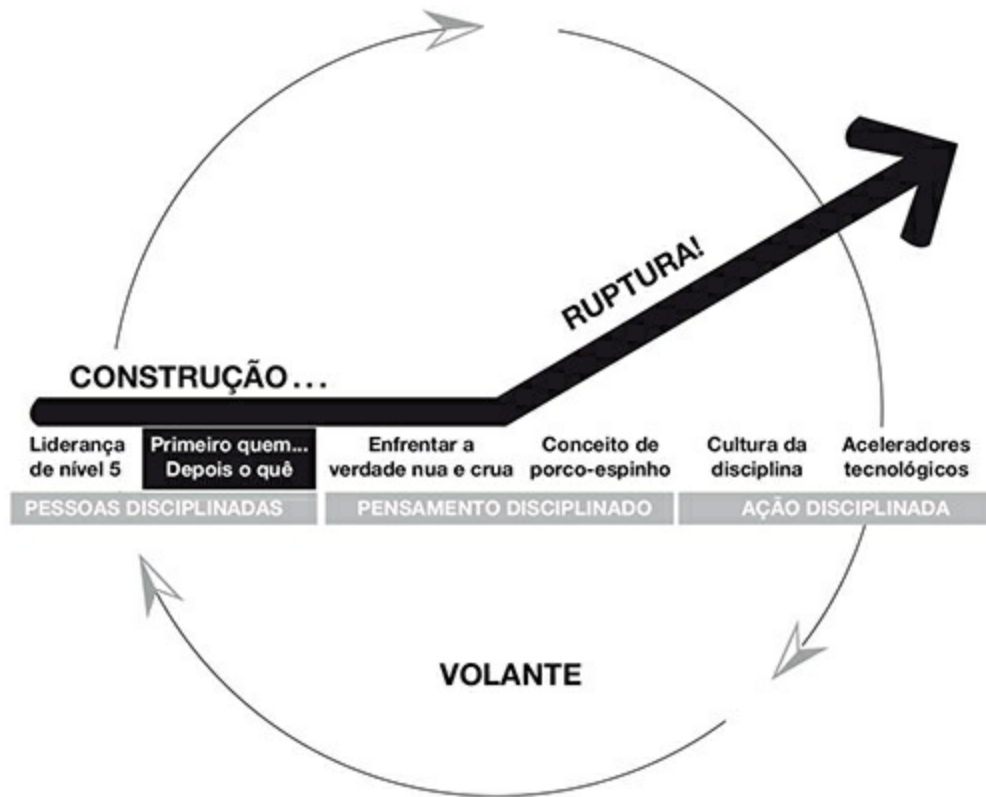 RUPTURA!
CONSTRUÇÃO...
Liderança
de nível 5
Primeiro quem...
Depois o quê
Enfrentar a
verdade nua e crua
Conceito de
porco-espinho
Cultura da
disciplina
Aceleradores
tecnológicos
PESSOAS DISCIPLINADAS
PENSAMENTO DISCIPLINADO
AÇÃO DISCIPLINADA
VOLANTE